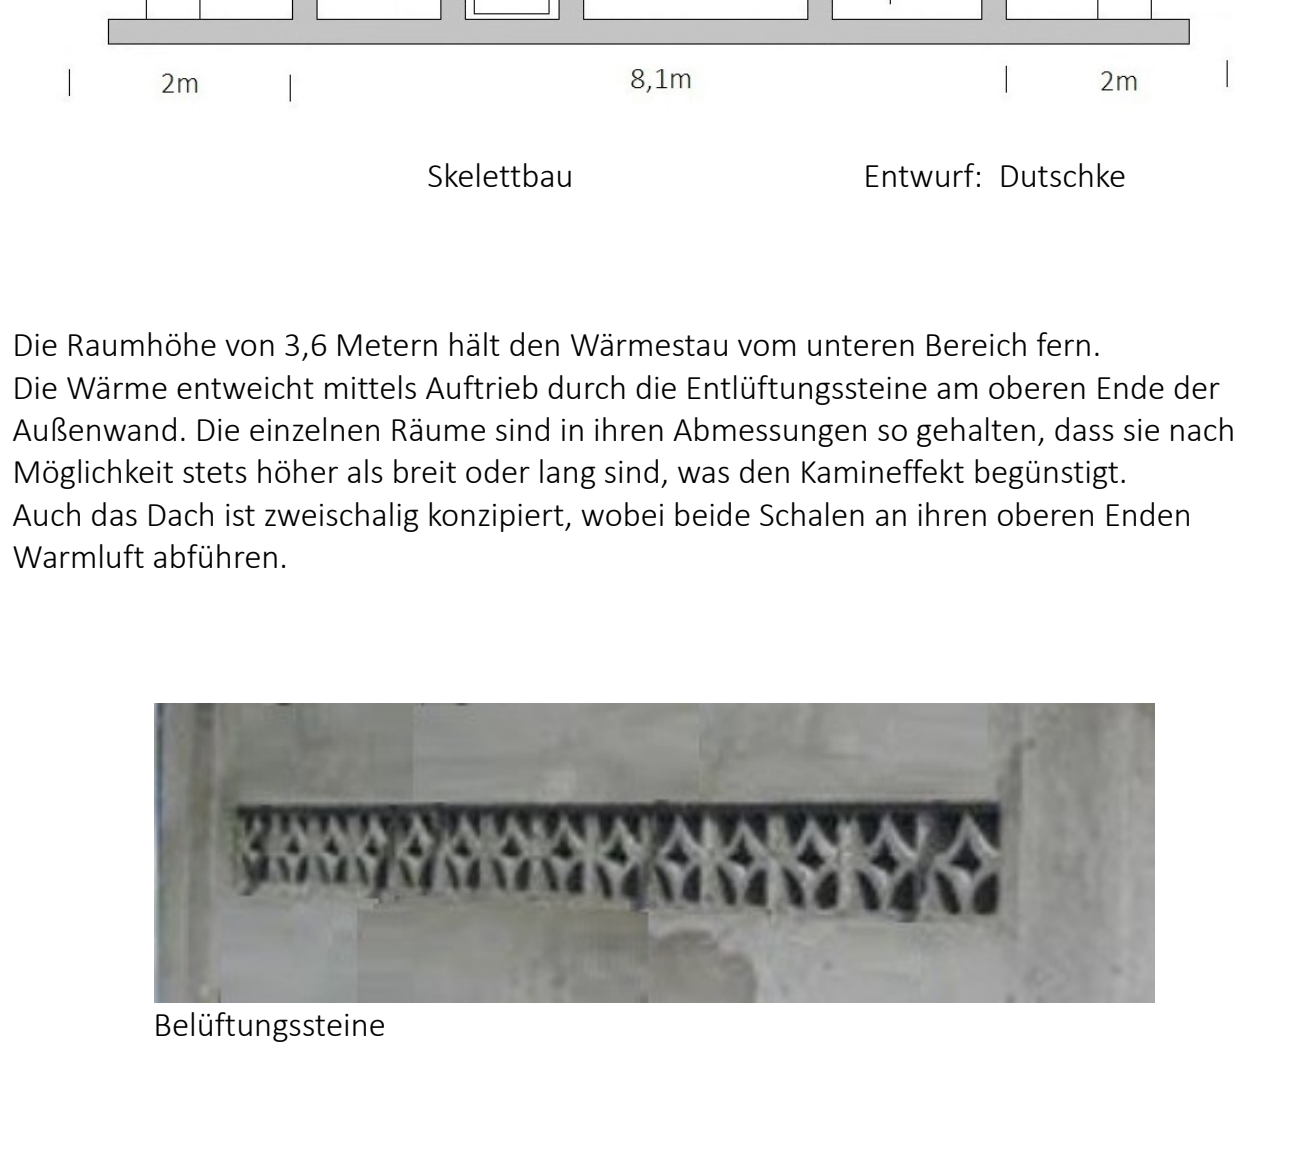 2m 8,1m 2m
Skelettbau Entwurf: Dutschke
Die Raumhöhe von 3,6 Metern hält den Wärmestau vom unteren Bereich fern.
Die Wärme entweicht mittels Auftrieb durch die Entlüftungssteine am oberen Ende der
Außenwand. Die einzelnen Räume sind in ihren Abmessungen so gehalten, dass sie nach
Möglichkeit stets höher als breit oder lang sind, was den Kamineffekt begünstigt.
Auch das Dach ist zweischalig konzipiert, wobei beide Schalen an ihren oberen Enden
Warmluft abführen.
Belüftungssteine